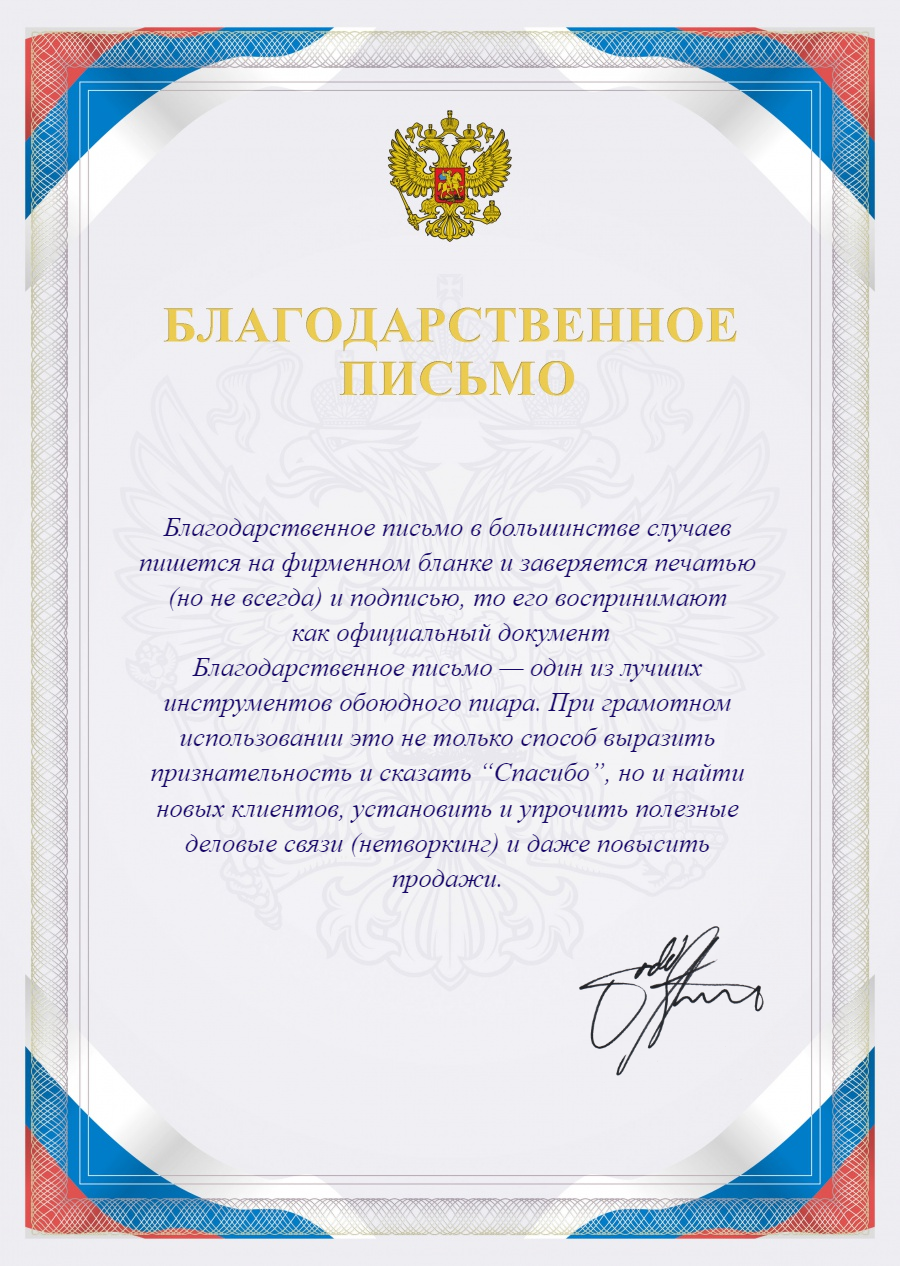 БЛАГОДАРСТВЕННОЕ
ПИСЬМО
Благодарственное письмо в большинстве случаев
пишется на фирменном бланке и заверяется печатью
(но не всегда) и подписью, то его воспринимают
как официальный документ
Благодарственное письмо — один из лучших
инструментов обоюдного пиара. При грамотном
использовании это не только способ выразить
признательность и сказать “Спасибо”, но и найти
новых клиентов, установить и упрочить полезные
деловые связи (нетворкинг) и даже повысить
продажи.